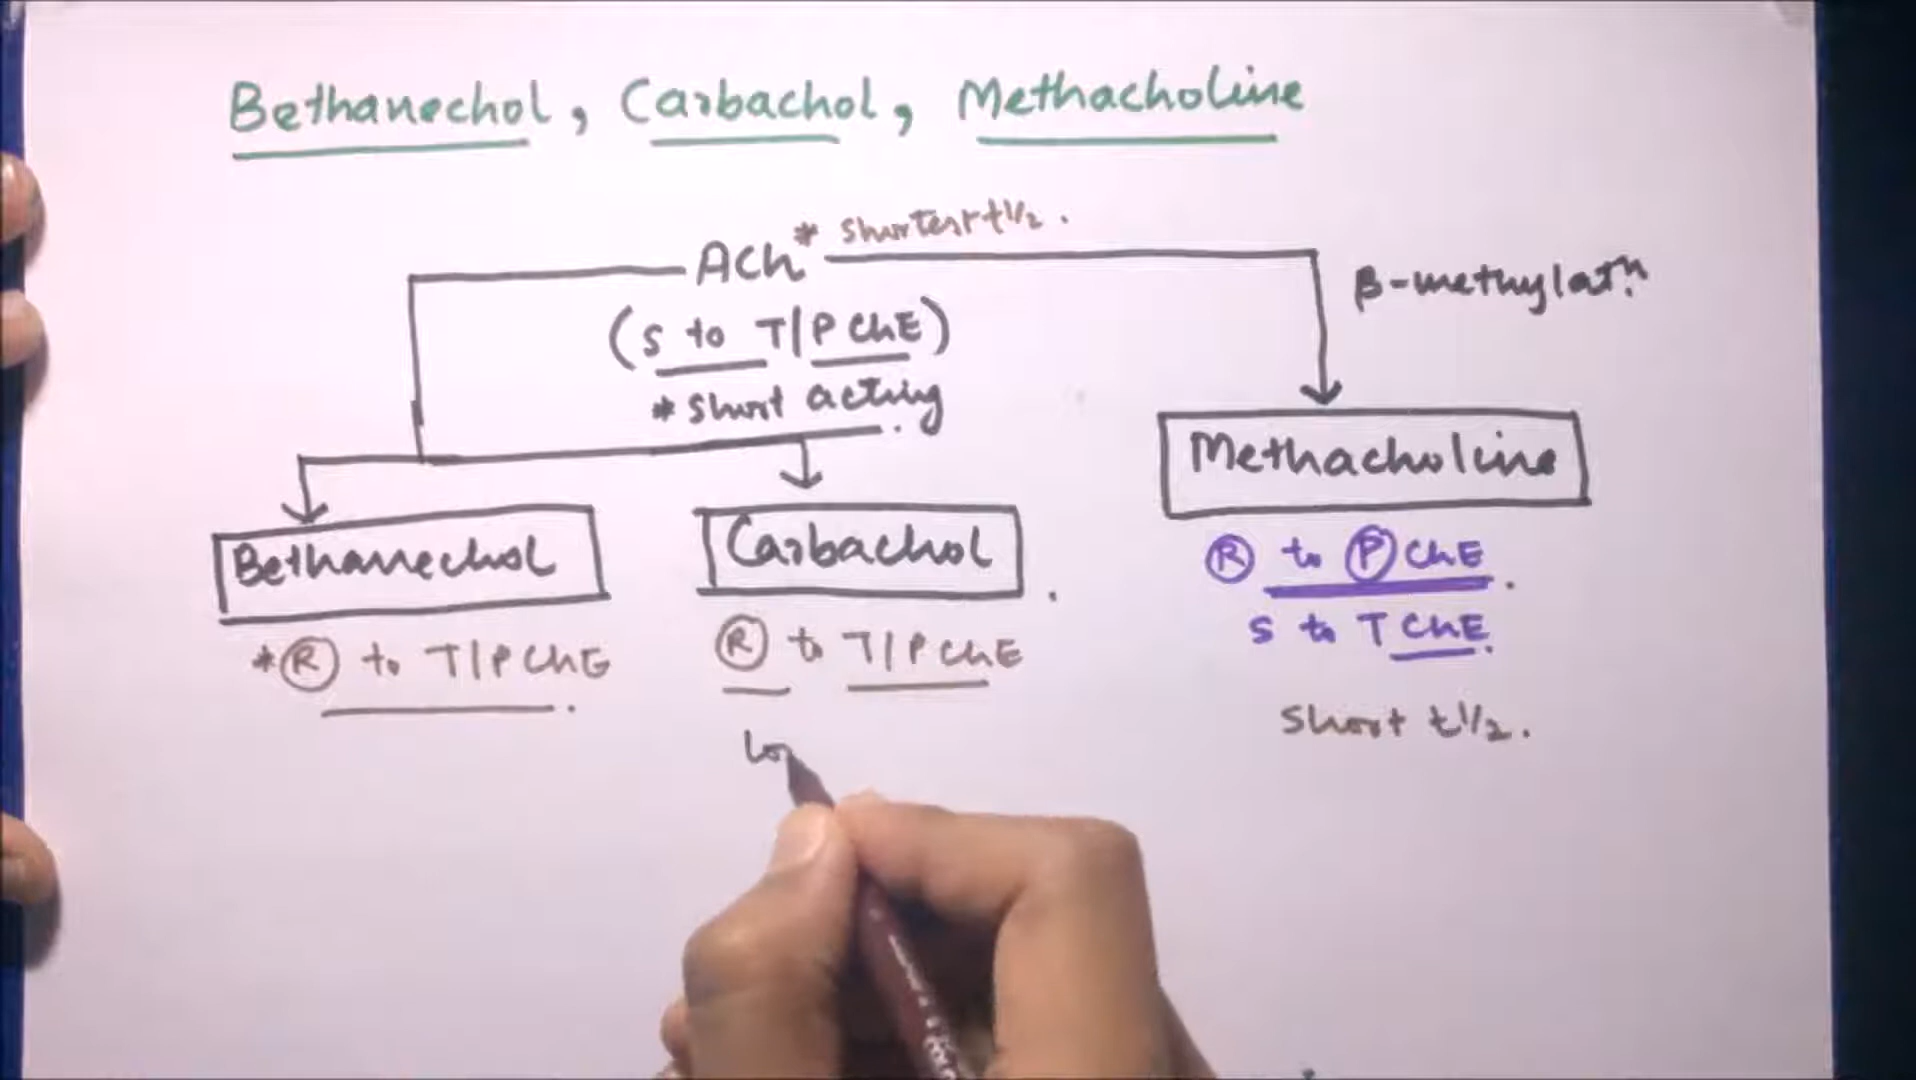 Bethanechol, Carbachol, Methacholine
ACh * Shortest t1/2.
β-methylatn.
(S to T/P ChE)
* Short acting.
Methacholine
Bethanechol
Carbachol.
Ⓡ to Ⓟ ChE.
S to T ChE.
*Ⓡ to T/P ChE.
Ⓡ to T/P ChE
Short t1/2.
Lo